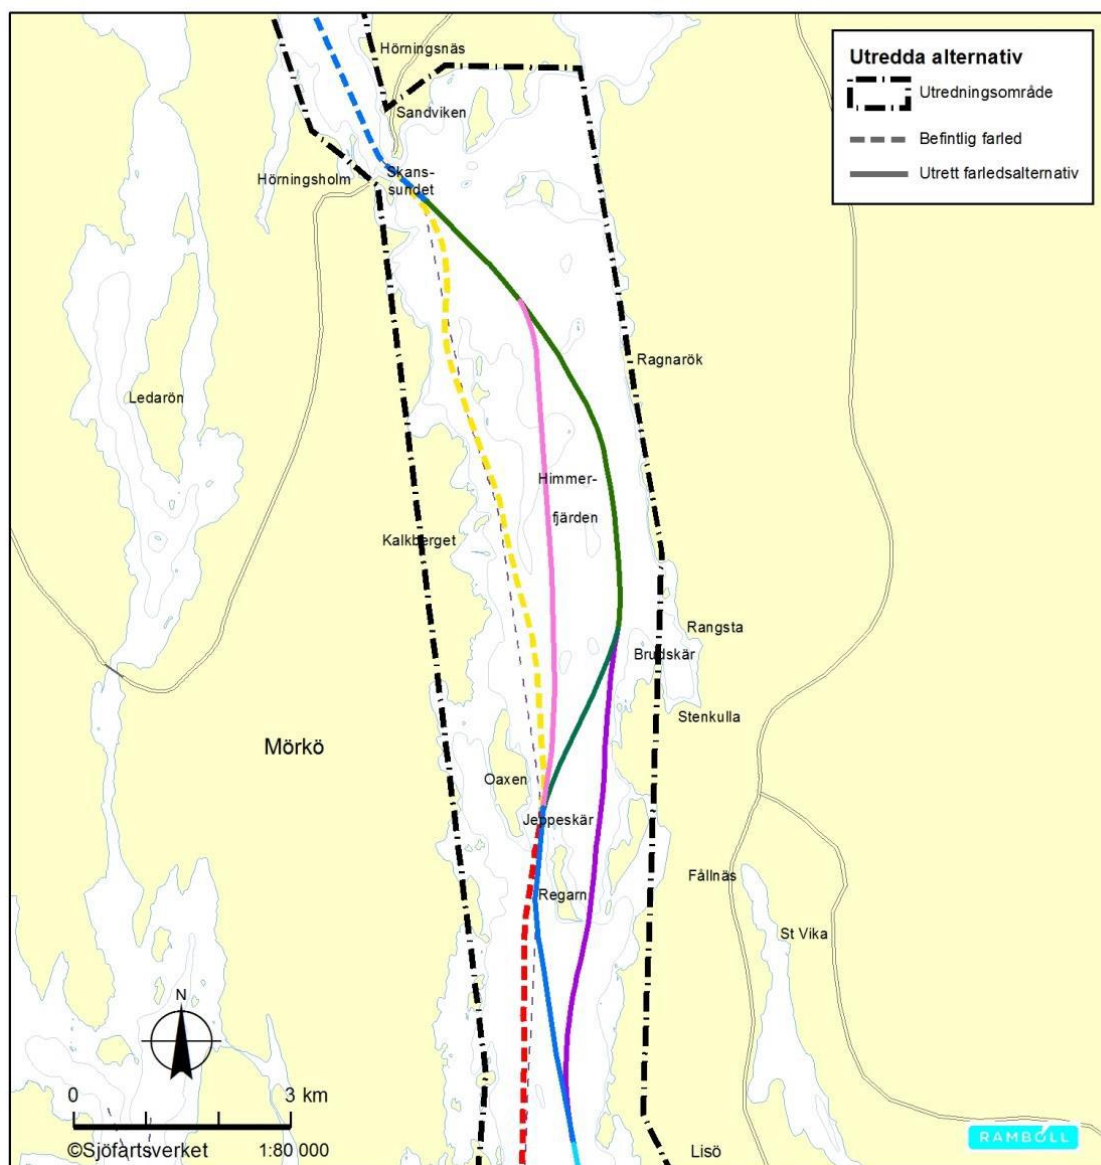 Utredda alternativ
Utredningsområde
Befintlig farled
Utrett farledsalternativ
Hörningsnäs
Sandviken
Hörningsholm
Skans-
sundet
Ragnarök
Ledarön
Himmer-
fjärden
Kalkberget
Rangsta
Brudskär
Stenkulla
Mörkö
Oaxen
Jeppeskär
Fållnäs
Regarn
St Vika
N
0 3 km
©Sjöfartsverket 1:80 000
Lisö
RAMBOLL